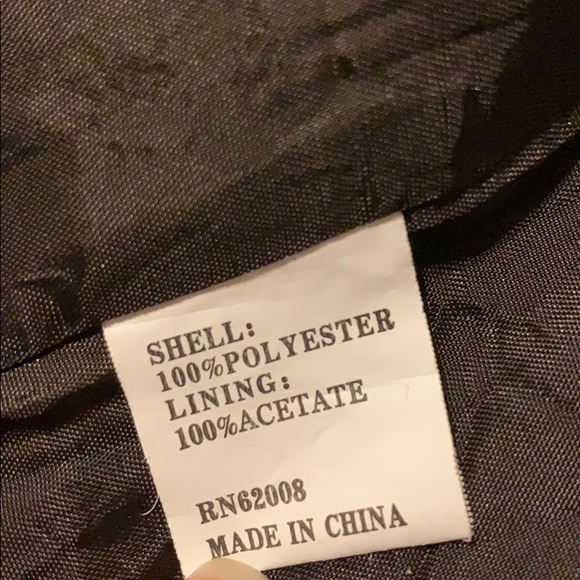 SHELL:
100%POLYESTER
LINING:
100%ACETATE
RN62008
MADE IN CHINA